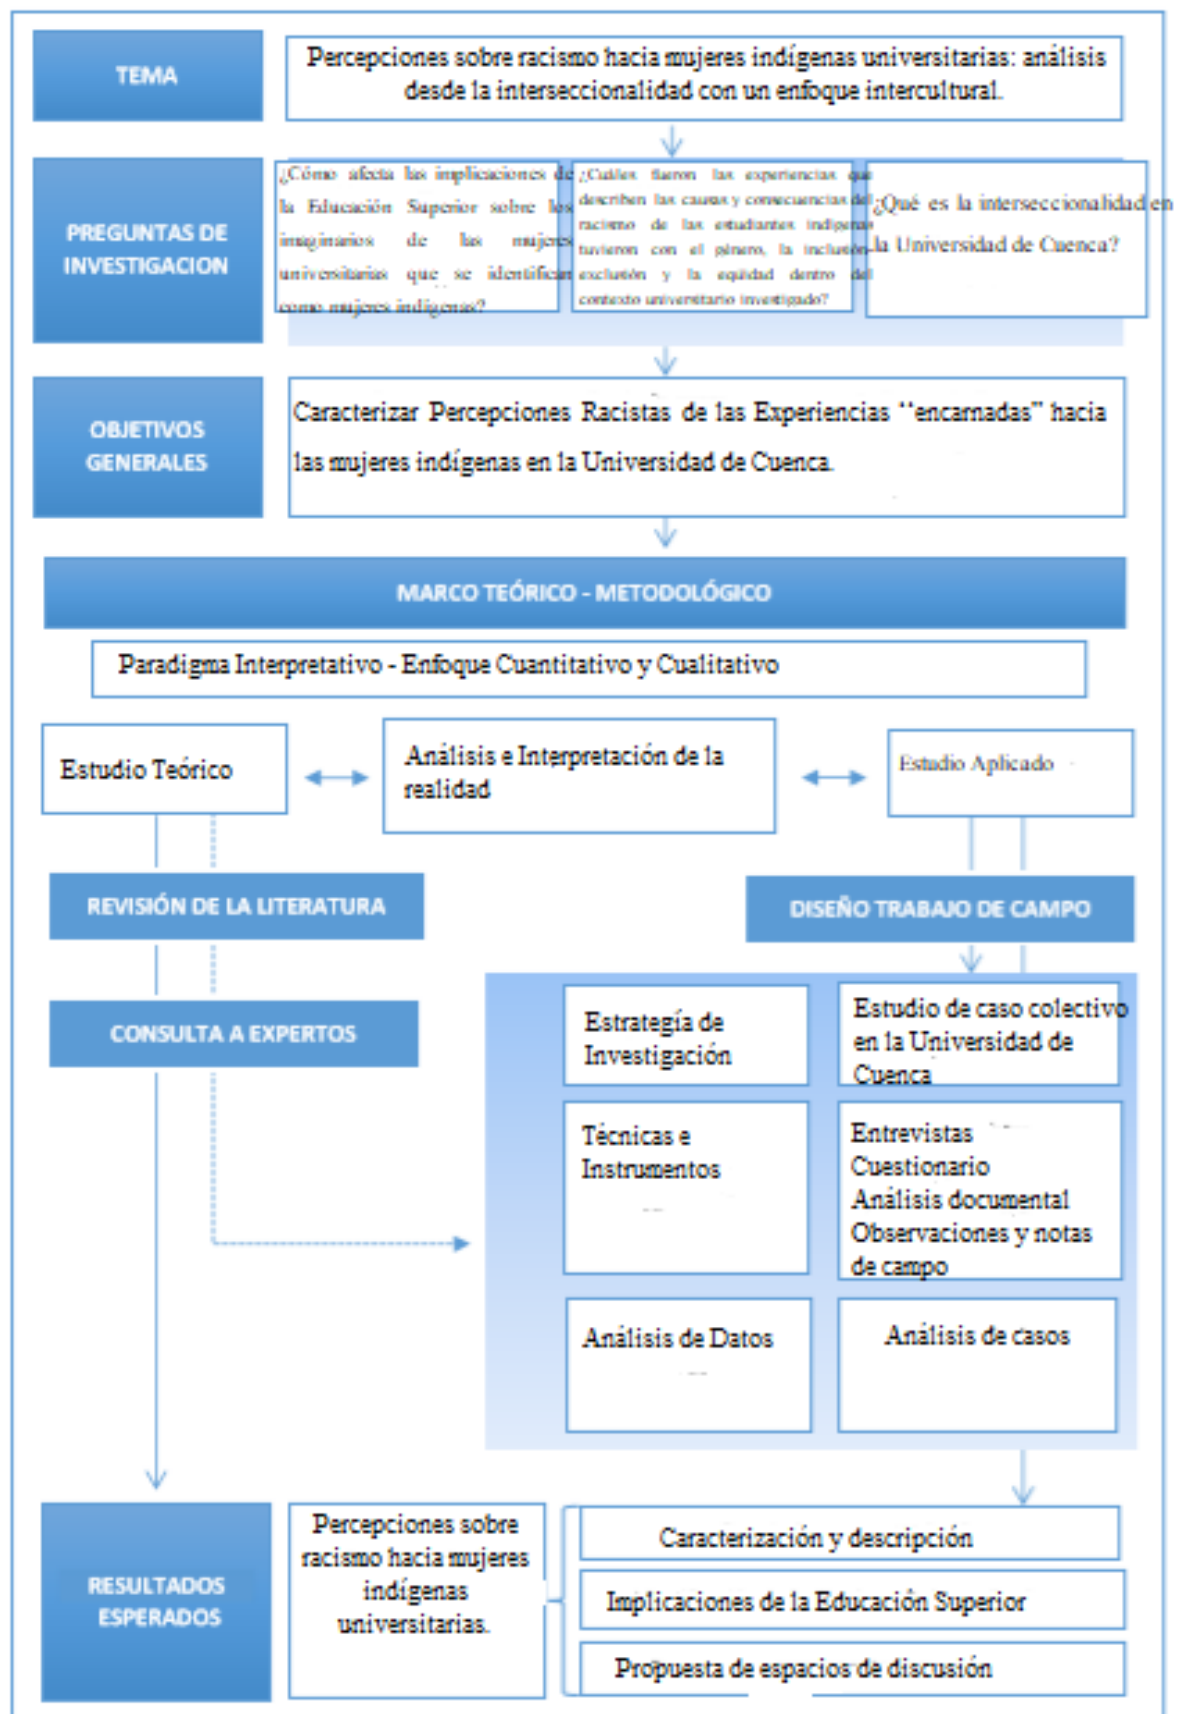 TEMA
Percepciones sobre racismo hacia mujeres indígenas universitarias: análisis
desde la interseccionalidad con un enfoque intercultural.
PREGUNTAS DE
INVESTIGACION
¿Cómo afecta las implicaciones de
la Educación Superior sobre los
imaginarios de las mujeres
universitarias que se identifican
como mujeres indígenas?
¿Cuáles fueron las experiencias que
describen las causas y consecuencias del
racismo de las estudiantes indígenas
tuvieron con el género, la inclusión-
exclusión y la equidad dentro del
contexto universitario investigado?
¿Qué es la interseccionalidad en
la Universidad de Cuenca?
OBJETIVOS
GENERALES
Caracterizar Percepciones Racistas de las Experiencias ‘‘encarnadas” hacia
las mujeres indígenas en la Universidad de Cuenca.
MARCO TEÓRICO - METODOLÓGICO
Paradigma Interpretativo - Enfoque Cuantitativo y Cualitativo
Estudio Teórico
Análisis e Interpretación de la
realidad
Estudio Aplicado
REVISIÓN DE LA LITERATURA
DISEÑO TRABAJO DE CAMPO
CONSULTA A EXPERTOS
Estrategía de
Investigación
Estudio de caso colectivo
en la Universidad de
Cuenca
Técnicas e
Instrumentos
Entrevistas
Cuestionario
Análisis documental
Observaciones y notas
de campo
Análisis de Datos
Análisis de casos
RESULTADOS
ESPERADOS
Percepciones sobre
racismo hacia mujeres
indígenas
universitarias.
Caracterización y descripción
Implicaciones de la Educación Superior
Propuesta de espacios de discusión